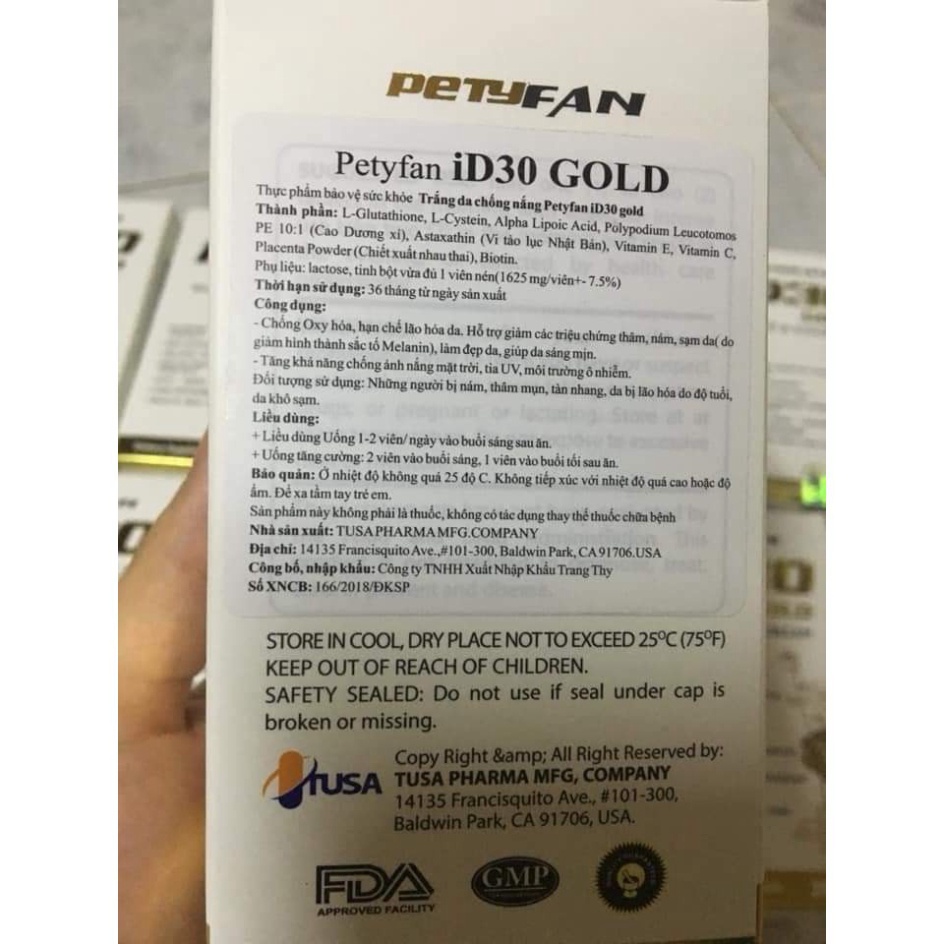 PETYFAN
Petyfan iD30 GOLD
Thực phẩm bảo vệ sức khỏe Trắng da chống nắng Petyfan iD30 gold
Thành phần: L-Glutathione, L-Cystein, Alpha Lipoic Acid, Polypodium Leucotomos
PE 10:1 (Cao Dương xỉ), Astaxathin (Vi tảo lục Nhật Bản), Vitamin E, Vitamin C,
Placenta Powder (Chiết xuất nhau thai), Biotin.
Phụ liệu: lactose, tinh bột vừa đủ 1 viên nén(1625 mg/viên+- 7.5%)
Thời hạn sử dụng: 36 tháng từ ngày sản xuất
Công dụng:
- Chống Oxy hóa, hạn chế lão hóa da. Hỗ trợ giảm các triệu chứng thâm, nám, sạm da( do
giảm hình thành sắc tố Melanin), làm đẹp da, giúp da sáng mịn.
- Tăng khả năng chống ánh nắng mặt trời, tia UV, môi trường ô nhiễm.
Đối tượng sử dụng: Những người bị nám, thâm mụn, tàn nhang, da bị lão hóa do độ tuổi,
da khô sạm.
Liều dùng:
+ Liều dùng Uống 1-2 viên/ ngày vào buổi sáng sau ăn.
+ Uống tăng cường: 2 viên vào buổi sáng, 1 viên vào buổi tối sau ăn.
Bảo quản: Ở nhiệt độ không quá 25 độ C. Không tiếp xúc với nhiệt độ quá cao hoặc độ
ẩm. Để xa tầm tay trẻ em.
Sản phẩm này không phải là thuốc, không có tác dụng thay thế thuốc chữa bệnh
Nhà sản xuất: TUSA PHARMA MFG.COMPANY
Địa chỉ: 14135 Francisquito Ave.,#101-300, Baldwin Park, CA 91706.USA
Công bố, nhập khẩu: Công ty TNHH Xuất Nhập Khẩu Trang Thy
Số XNCB: 166/2018/ĐKSP
STORE IN COOL, DRY PLACE NOT TO EXCEED 25ºC (75ºF)
KEEP OUT OF REACH OF CHILDREN.
SAFETY SEALED: Do not use if seal under cap is
broken or missing.
TUSA
Copy Right &amp; All Right Reserved by:
TUSA PHARMA MFG, COMPANY
14135 Francisquito Ave., #101-300,
Baldwin Park, CA 91706, USA.
FDA
APPROVED FACILITY
GMP